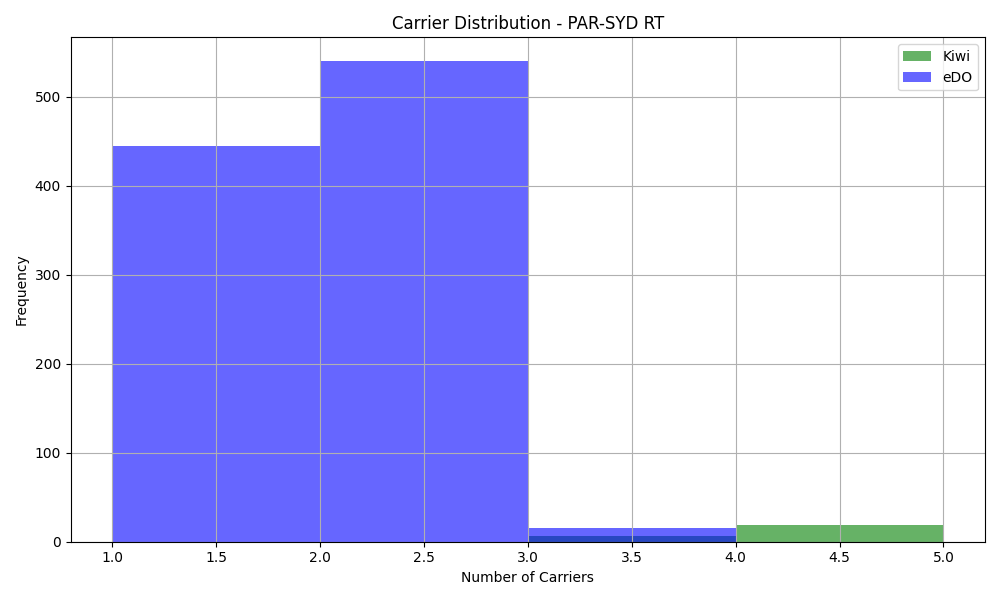 Carrier Distribution - PAR-SYD RT
Kiwi
eDO
500
400
300
200
100
0
Frequency
1.0 1.5 2.0 2.5 3.0 3.5 4.0 4.5 5.0
Number of Carriers